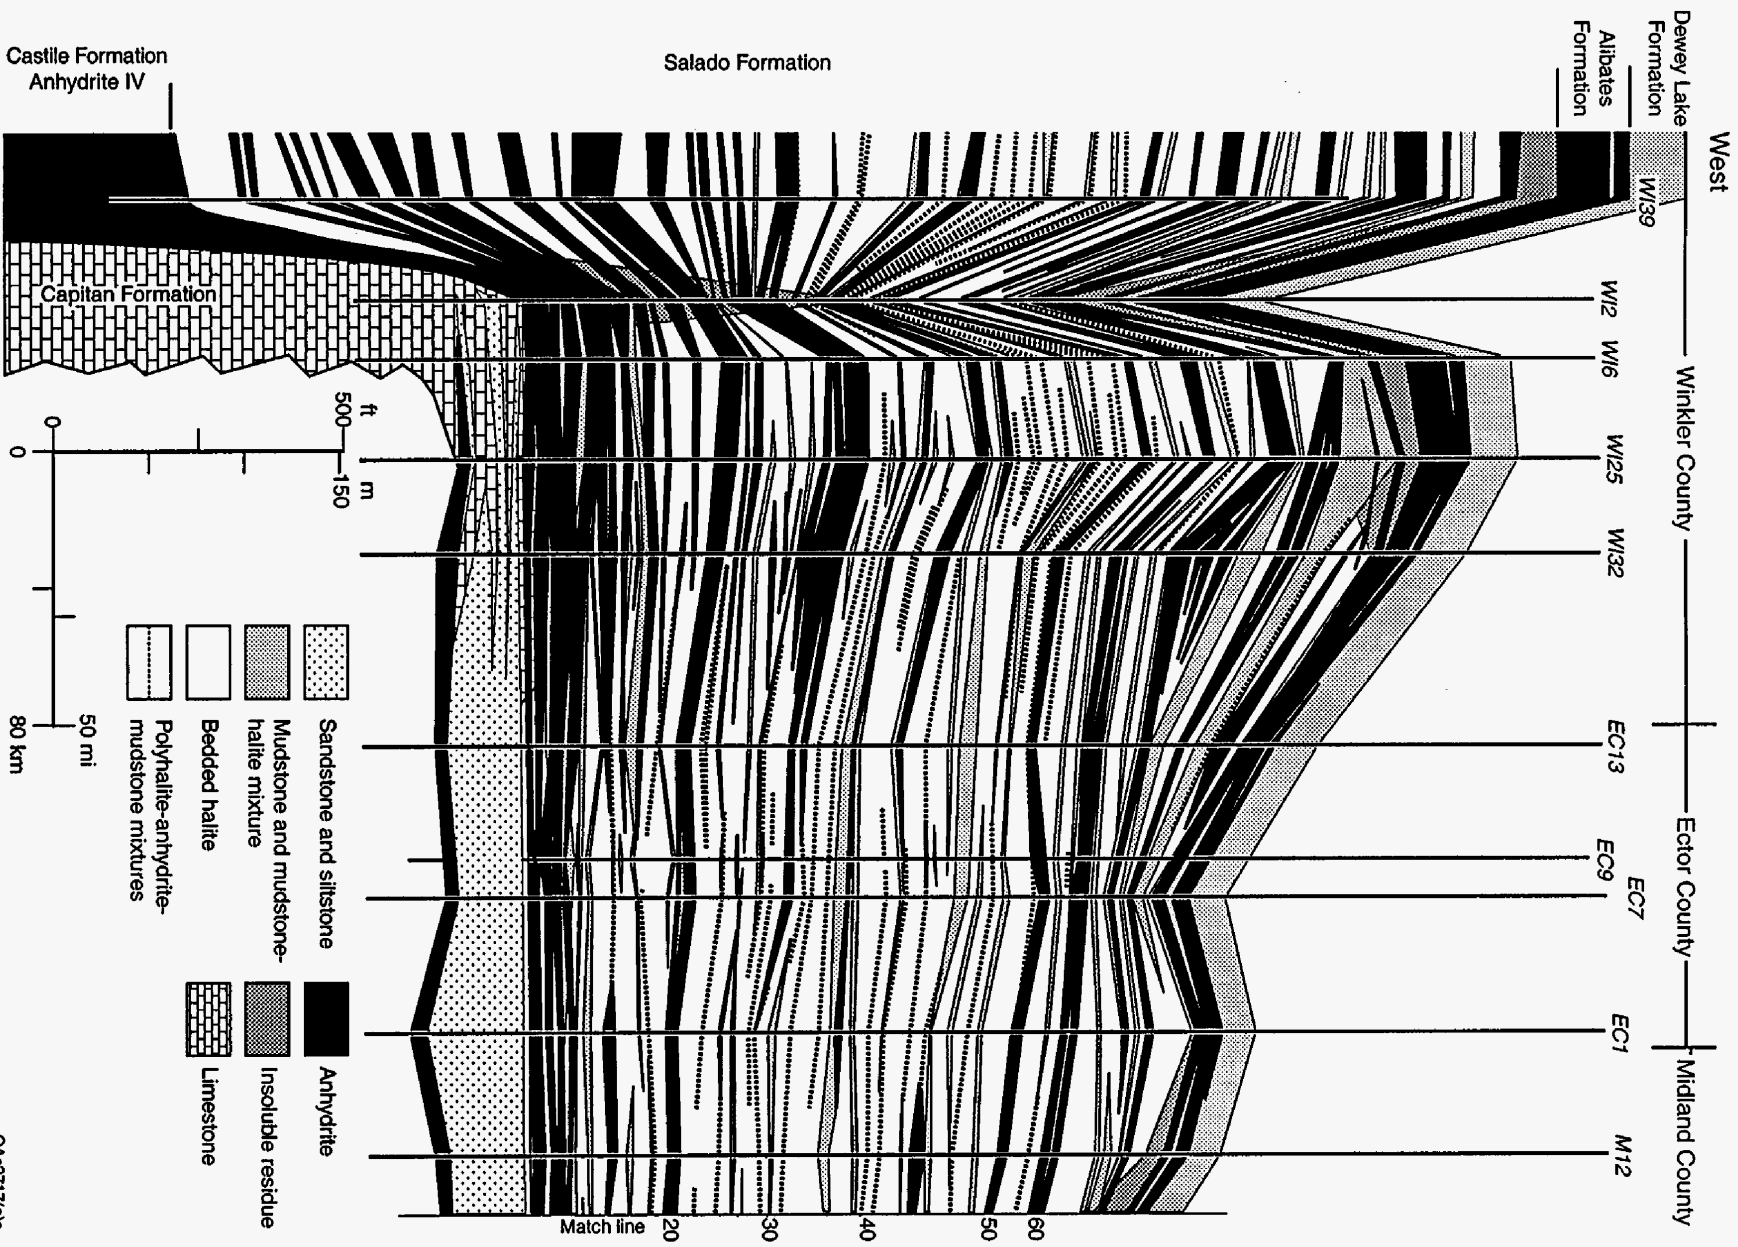 West
Dewey Lake
Formation
Alibates
Formation
Salado Formation
Castile Formation
Anhydrite IV
Capitan Formation
Winkler County
Ector County
Midland County
WI39
WI2
WI6
WI25
WI32
EC13
EC9
EC7
EC1
M12
ft
m
500
150
0
0
50 mi
80 km
Sandstone and siltstone
Mudstone and mudstone-
halite mixture
Bedded halite
Polyhalite-anhydrite-
mudstone mixtures
Anhydrite
Insoluble residue
Limestone
Match line
20
30
40
50
60